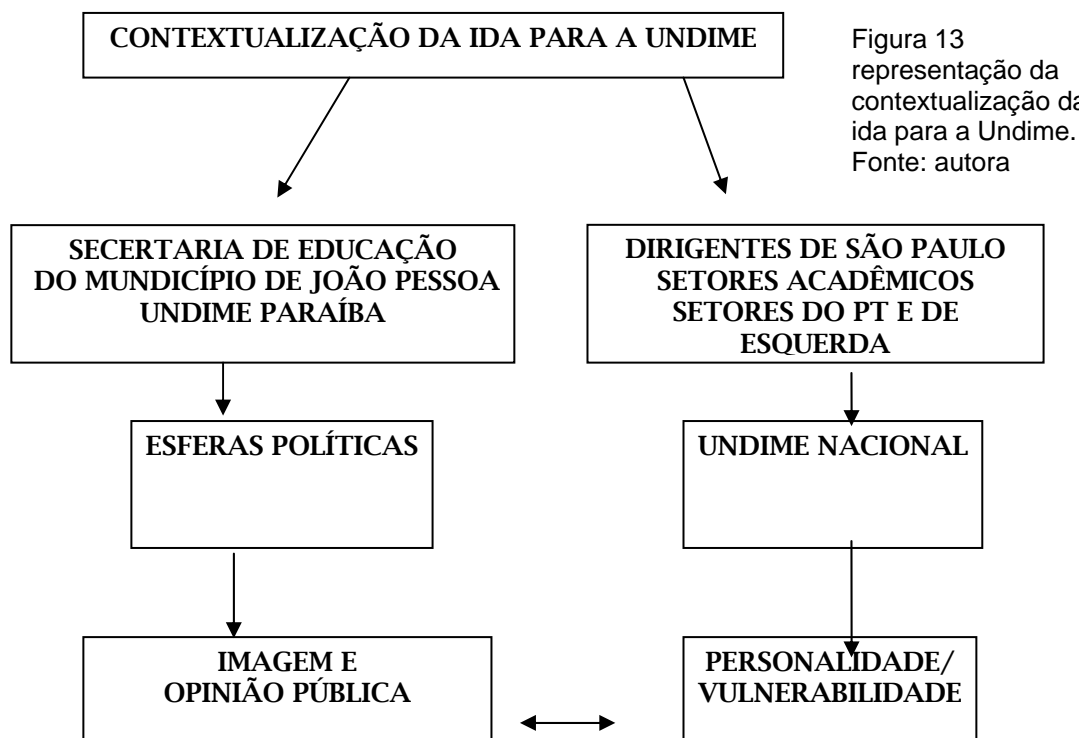 CONTEXTUALIZAÇÃO DA IDA PARA A UNDIME
Figura 13
representação da
contextualização da
ida para a Undime.
Fonte: autora
SECERTARIA DE EDUCAÇÃO
DO MUNDICÍPIO DE JOÃO PESSOA
UNDIME PARAÍBA
DIRIGENTES DE SÃO PAULO
SETORES ACADÊMICOS
SETORES DO PT E DE
ESQUERDA
ESFERAS POLÍTICAS
UNDIME NACIONAL
IMAGEM E
OPINIÃO PÚBLICA
PERSONALIDADE/
VULNERABILIDADE